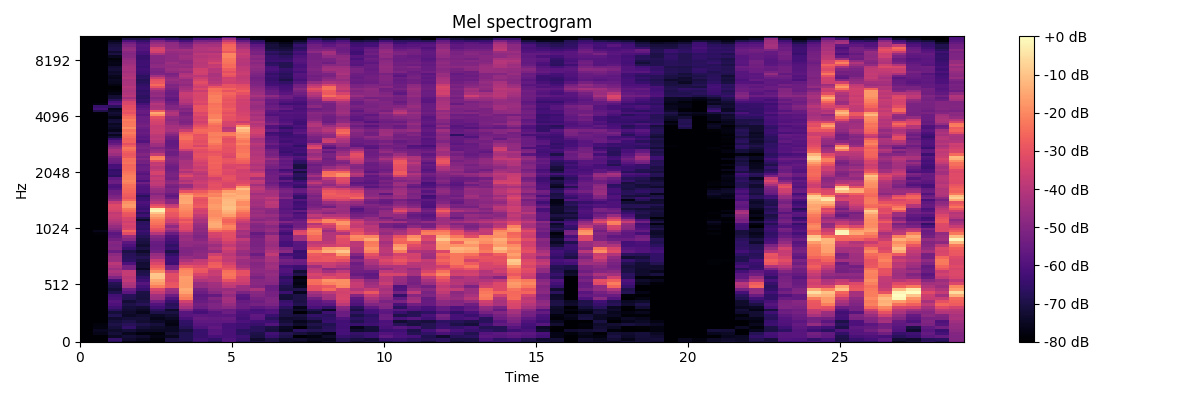 Mel spectrogram
8192
4096
2048
1024
512
0
Hz
0 5 10 15 20 25
Time
+0 dB
-10 dB
-20 dB
-30 dB
-40 dB
-50 dB
-60 dB
-70 dB
-80 dB